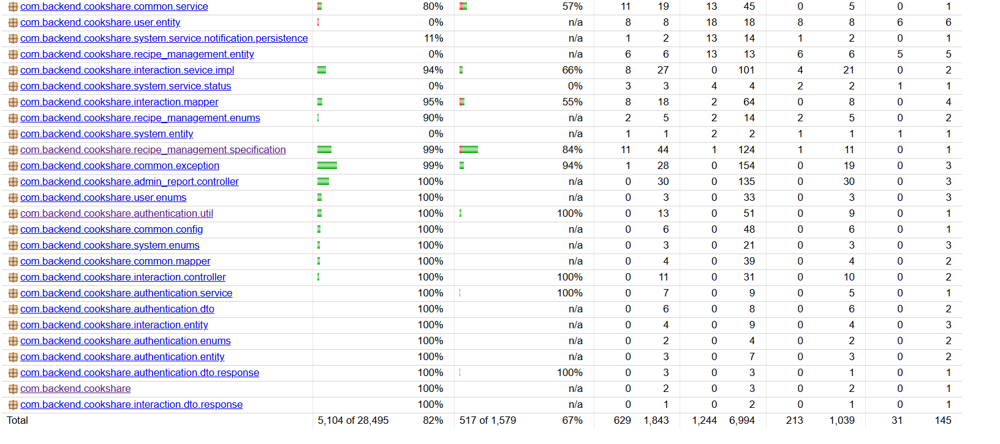 com.backend.cookshare.common.service 80% 57% 11 19 13 45 0 5 0 1
com.backend.cookshare.user.entity 0% n/a 8 8 18 18 8 8 6 6
com.backend.cookshare.system.service.notification.persistence 11% n/a 1 2 13 14 1 2 0 1
com.backend.cookshare.recipe_management.entity 0% n/a 6 6 13 13 6 6 5 5
com.backend.cookshare.interaction.sevice.impl 94% 66% 8 27 0 101 4 21 0 2
com.backend.cookshare.system.service.status 0% 0% 3 3 4 4 2 2 1 1
com.backend.cookshare.interaction.mapper 95% 55% 8 18 2 64 0 8 0 4
com.backend.cookshare.recipe_management.enums 90% n/a 2 5 2 14 2 5 0 2
com.backend.cookshare.system.entity 0% n/a 1 1 2 2 1 1 1 1
com.backend.cookshare.recipe_management.specification 99% 84% 11 44 1 124 1 11 0 1
com.backend.cookshare.common.exception 99% 94% 1 28 0 154 0 19 0 3
com.backend.cookshare.admin_report.controller 100% n/a 0 30 0 135 0 30 0 3
com.backend.cookshare.user.enums 100% n/a 0 3 0 33 0 3 0 3
com.backend.cookshare.authentication.util 100% 100% 0 13 0 51 0 9 0 1
com.backend.cookshare.common.config 100% n/a 0 6 0 48 0 6 0 1
com.backend.cookshare.system.enums 100% n/a 0 3 0 21 0 3 0 3
com.backend.cookshare.common.mapper 100% n/a 0 4 0 39 0 4 0 2
com.backend.cookshare.interaction.controller 100% 100% 0 11 0 31 0 10 0 2
com.backend.cookshare.authentication.service 100% 100% 0 7 0 9 0 5 0 1
com.backend.cookshare.authentication.dto 100% n/a 0 6 0 8 0 6 0 2
com.backend.cookshare.interaction.entity 100% n/a 0 4 0 9 0 4 0 3
com.backend.cookshare.authentication.enums 100% n/a 0 2 0 4 0 2 0 2
com.backend.cookshare.authentication.entity 100% n/a 0 3 0 7 0 3 0 2
com.backend.cookshare.authentication.dto.response 100% 100% 0 3 0 3 0 1 0 1
com.backend.cookshare 100% n/a 0 2 0 3 0 2 0 1
com.backend.cookshare.interaction.dto.response 100% n/a 0 1 0 2 0 1 0 1
Total 5,104 of 28,495 82% 517 of 1,579 67% 629 1,843 1,244 6,994 213 1,039 31 145